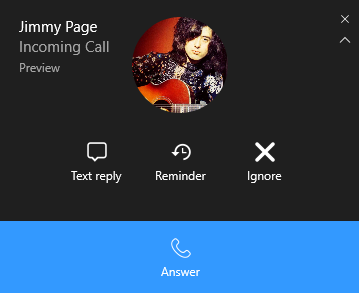 Jimmy Page
Incoming Call
Preview
Text reply
Reminder
Ignore
Answer